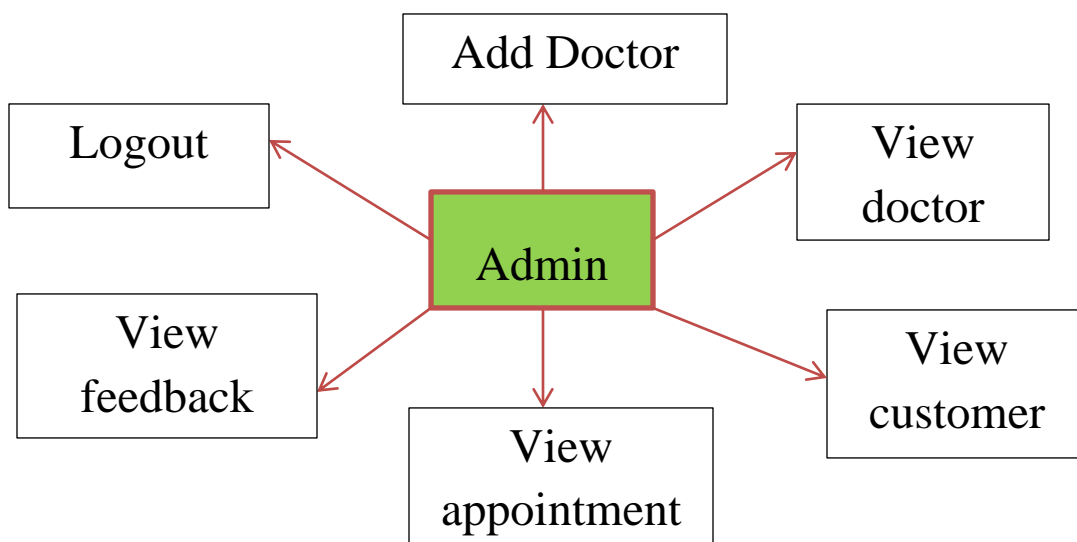 Add Doctor
Logout
View
doctor
Admin
View
feedback
View
customer
View
appointment